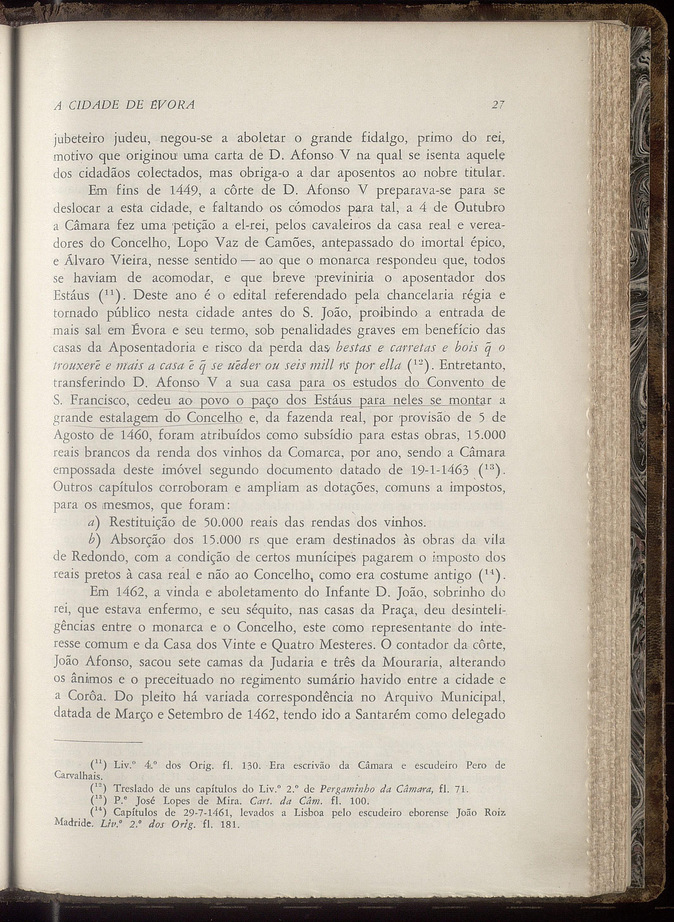 A CIDADE DE ÉVORA 27
jubeteiro judeu, negou-se a aboletar o grande fidalgo, primo do rei,
motivo que originou uma carta de D. Afonso V na qual se isenta aquele
dos cidadãos colectados, mas obriga-o a dar aposentos ao nobre titular.
Em fins de 1449, a côrte de D. Afonso V preparava-se para se
deslocar a esta cidade, e faltando os cómodos para tal, a 4 de Outubro
a Câmara fez uma petição a el-rei, pelos cavaleiros da casa real e verea-
dores do Concelho, Lopo Vaz de Camões, antepassado do imortal épico,
e Álvaro Vieira, nesse sentido — ao que o monarca respondeu que, todos
se haviam de acomodar, e que breve previniria o aposentador dos
Estáus (¹¹). Deste ano é o edital referendado pela chancelaria régia e
tornado público nesta cidade antes do S. João, proibindo a entrada de
mais sal em Évora e seu termo, sob penalidades graves em benefício das
casas da Aposentadoria e risco da perda das bestas e carretas e bois q̃ o
trouxerẽ e mais a casa ẽ q̃ se uẽder ou seis mill rs por ella (¹²). Entretanto,
transferindo D. Afonso V a sua casa para os estudos do Convento de
S. Francisco, cedeu ao povo o paço dos Estáus para neles se montar a
grande estalagem do Concelho e, da fazenda real, por provisão de 5 de
Agosto de 1460, foram atribuídos como subsídio para estas obras, 15.000
reais brancos da renda dos vinhos da Comarca, por ano, sendo a Câmara
empossada deste imóvel segundo documento datado de 19-1-1463 (¹³).
Outros capítulos corroboram e ampliam as dotações, comuns a impostos,
para os mesmos, que foram:
a) Restituição de 50.000 reais das rendas dos vinhos.
b) Absorção dos 15.000 rs que eram destinados às obras da vila
de Redondo, com a condição de certos munícipes pagarem o imposto dos
reais pretos à casa real e não ao Concelho, como era costume antigo (¹⁴).
Em 1462, a vinda e aboletamento do Infante D. João, sobrinho do
rei, que estava enfermo, e seu séquito, nas casas da Praça, deu desinteli-
gências entre o monarca e o Concelho, este como representante do inte-
resse comum e da Casa dos Vinte e Quatro Mesteres. O contador da côrte,
João Afonso, sacou sete camas da Judaria e três da Mouraria, alterando
os ânimos e o preceituado no regimento sumário havido entre a cidade e
a Corôa. Do pleito há variada correspondência no Arquivo Municipal,
datada de Março e Setembro de 1462, tendo ido a Santarém como delegado
(¹¹) Liv.º 4.º dos Orig. fl. 130. Era escrivão da Câmara e escudeiro Pero de
Carvalhais.
(¹²) Treslado de uns capítulos do Liv.º 2.º de Pergaminho da Câmara, fl. 71.
(¹³) P.º José Lopes de Mira. Cart. da Câm. fl. 100.
(¹⁴) Capítulos de 29-7-1461, levados a Lisboa pelo escudeiro eborense João Roiz
Madride. Liv.º 2.º dos Orig. fl. 181.